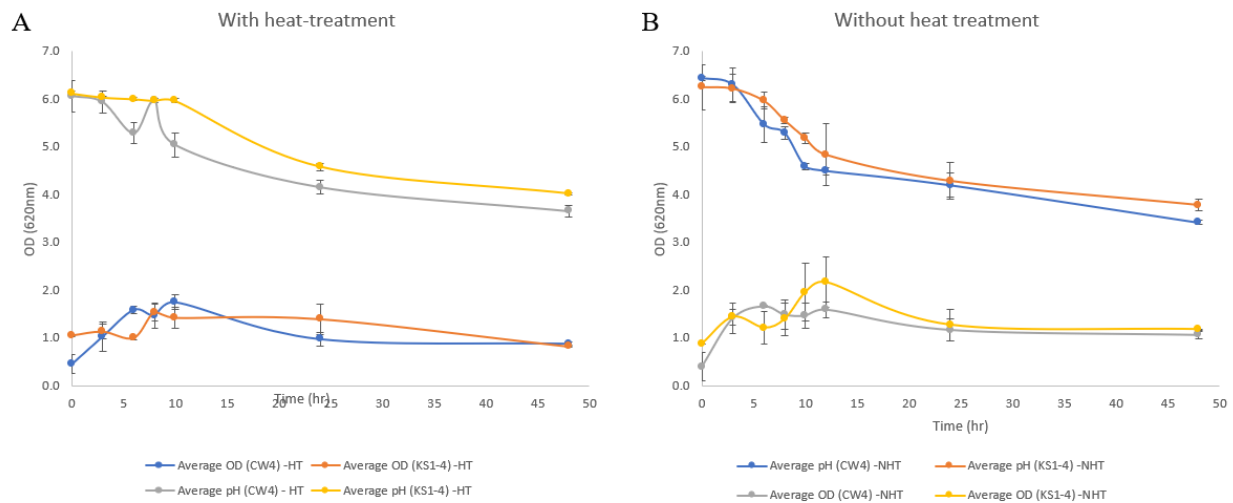 A
With heat-treatment
7.0
6.0
5.0
4.0
3.0
2.0
1.0
0.0
OD (620nm)
0 5 10 15 20 25 30 35 40 45 50
Time (hr)
Average OD (CW4) -HT
Average OD (KS1-4) -HT
Average pH (CW4) - HT
Average pH (KS1-4) -HT
B
Without heat treatment
7.0
6.0
5.0
4.0
3.0
2.0
1.0
0.0
OD (620nm)
0 5 10 15 20 25 30 35 40 45 50
Time (hr)
Average pH (CW4) -NHT
Average pH (KS1-4) -NHT
Average OD (CW4) -NHT
Average OD (KS1-4) -NHT